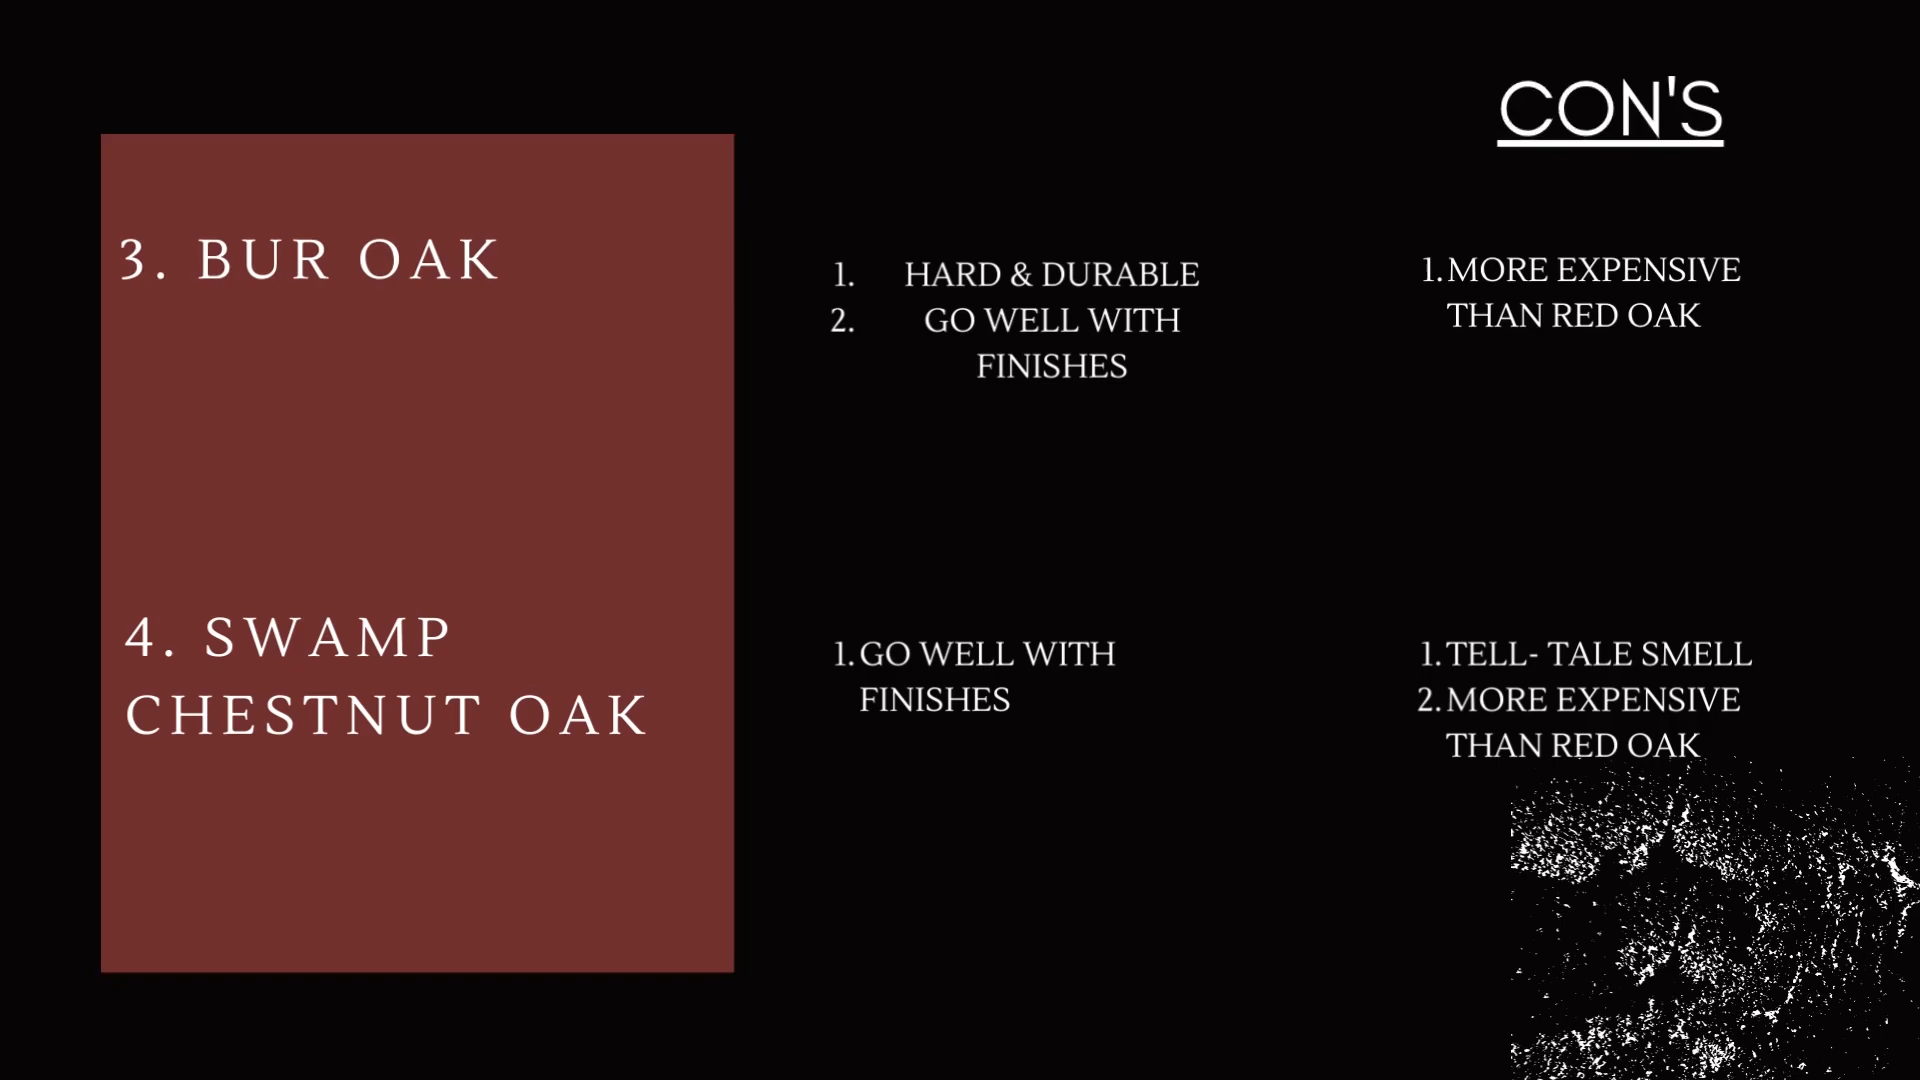 CON'S
3. BUR OAK
1. HARD & DURABLE
2. GO WELL WITH
FINISHES
1. MORE EXPENSIVE
THAN RED OAK
4. SWAMP
CHESTNUT OAK
1. GO WELL WITH
FINISHES
1. TELL- TALE SMELL
2. MORE EXPENSIVE
THAN RED OAK